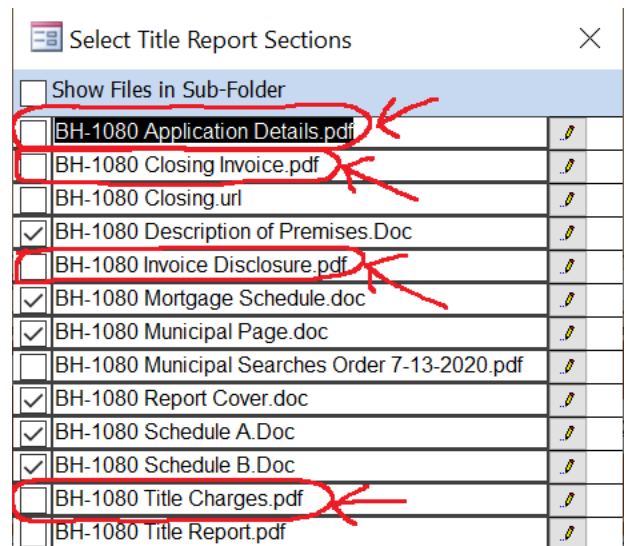 Select Title Report Sections
Show Files in Sub-Folder
BH-1080 Application Details.pdf
BH-1080 Closing Invoice.pdf
BH-1080 Closing.url
BH-1080 Description of Premises.Doc
BH-1080 Invoice Disclosure.pdf
BH-1080 Mortgage Schedule.doc
BH-1080 Municipal Page.doc
BH-1080 Municipal Searches Order 7-13-2020.pdf
BH-1080 Report Cover.doc
BH-1080 Schedule A.Doc
BH-1080 Schedule B.Doc
BH-1080 Title Charges.pdf
BH-1080 Title Report.pdf